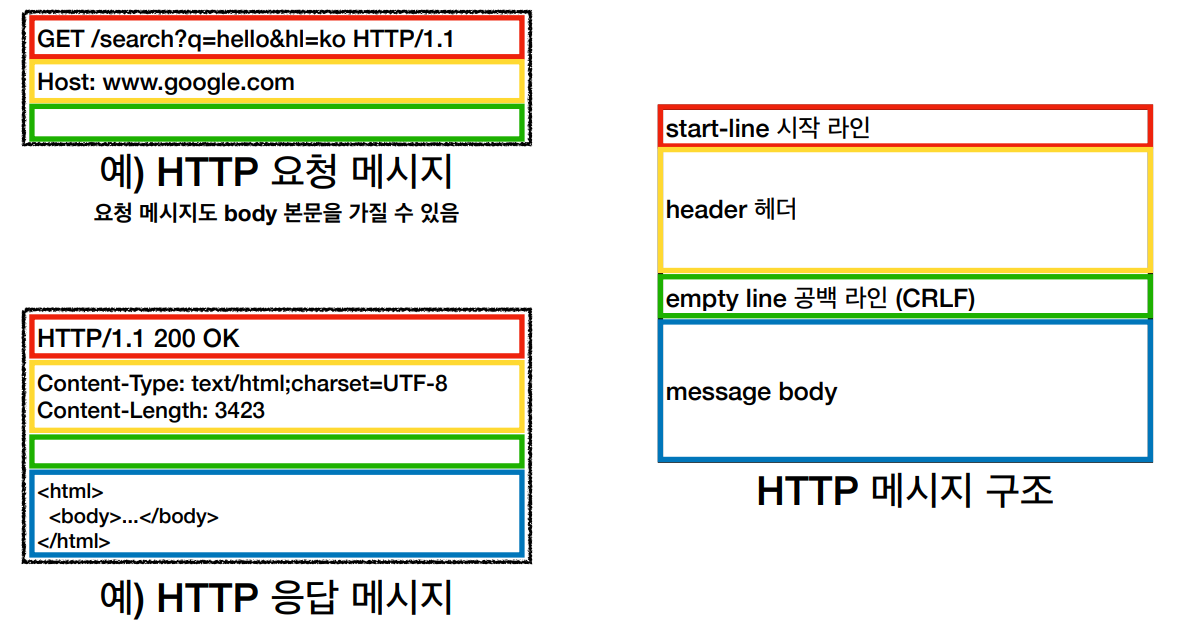 GET /search?q=hello&hl=ko HTTP/1.1
Host: www.google.com
예) HTTP 요청 메시지
요청 메시지도 body 본문을 가질 수 있음
HTTP/1.1 200 OK
Content-Type: text/html;charset=UTF-8
Content-Length: 3423
<html>
<body>...</body>
</html>
예) HTTP 응답 메시지
start-line 시작 라인
header 헤더
empty line 공백 라인 (CRLF)
message body
HTTP 메시지 구조